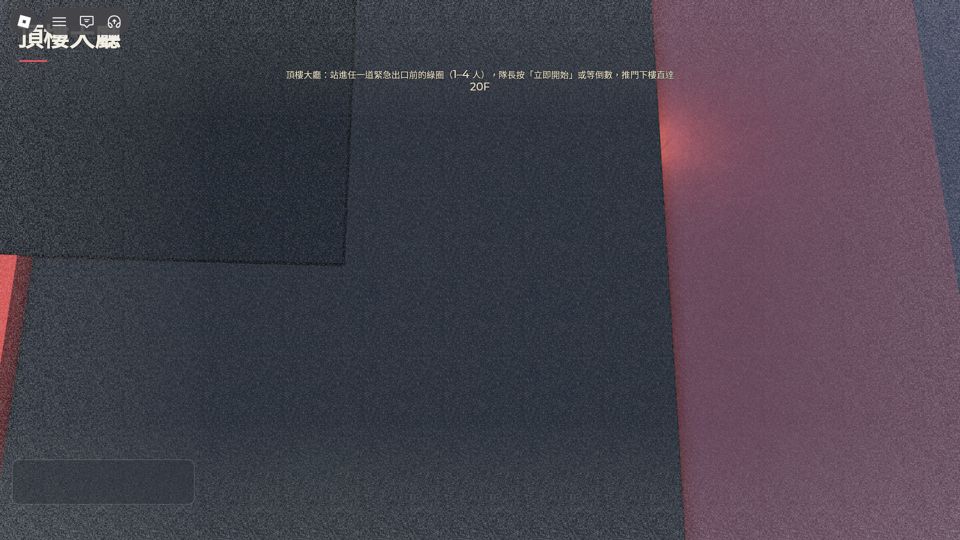 頂樓大廳
頂樓大廳：站進任一道緊急出口前的綠圈（1–4 人），隊長按「立即開始」或等倒數，推門下樓直達
20F